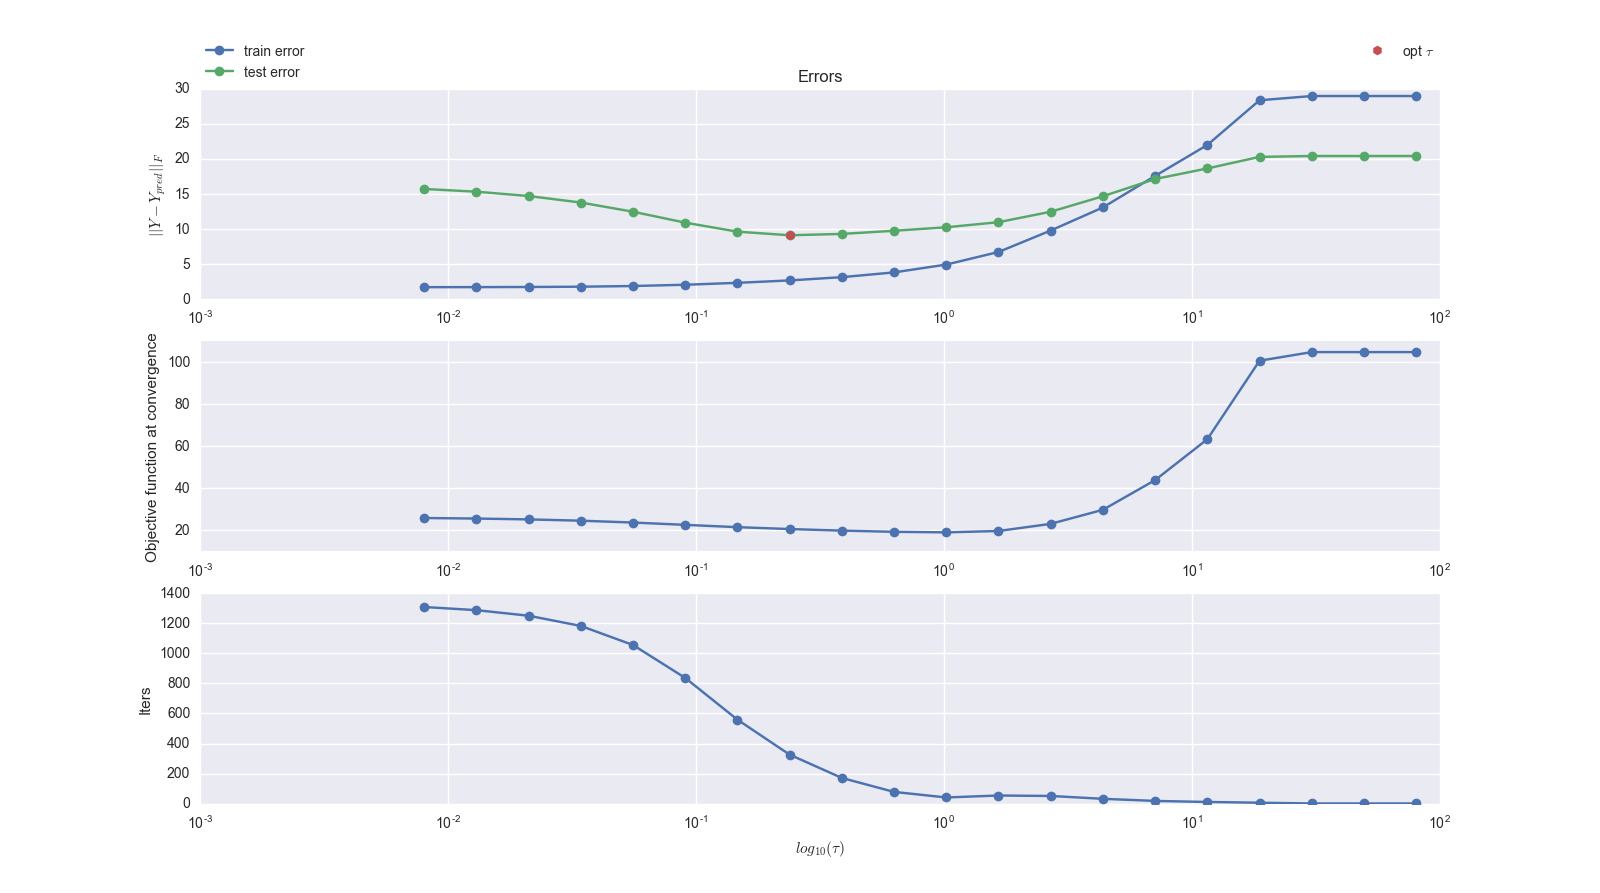 train error
test error
opt τ
Errors
||Y − Y_pred||_F
30
25
20
15
10
5
0
10^-3 10^-2 10^-1 10^0 10^1 10^2
Objective function at convergence
100
80
60
40
20
10^-3 10^-2 10^-1 10^0 10^1 10^2
Iters
1400
1200
1000
800
600
400
200
0
10^-3 10^-2 10^-1 10^0 10^1 10^2
log_10(τ)